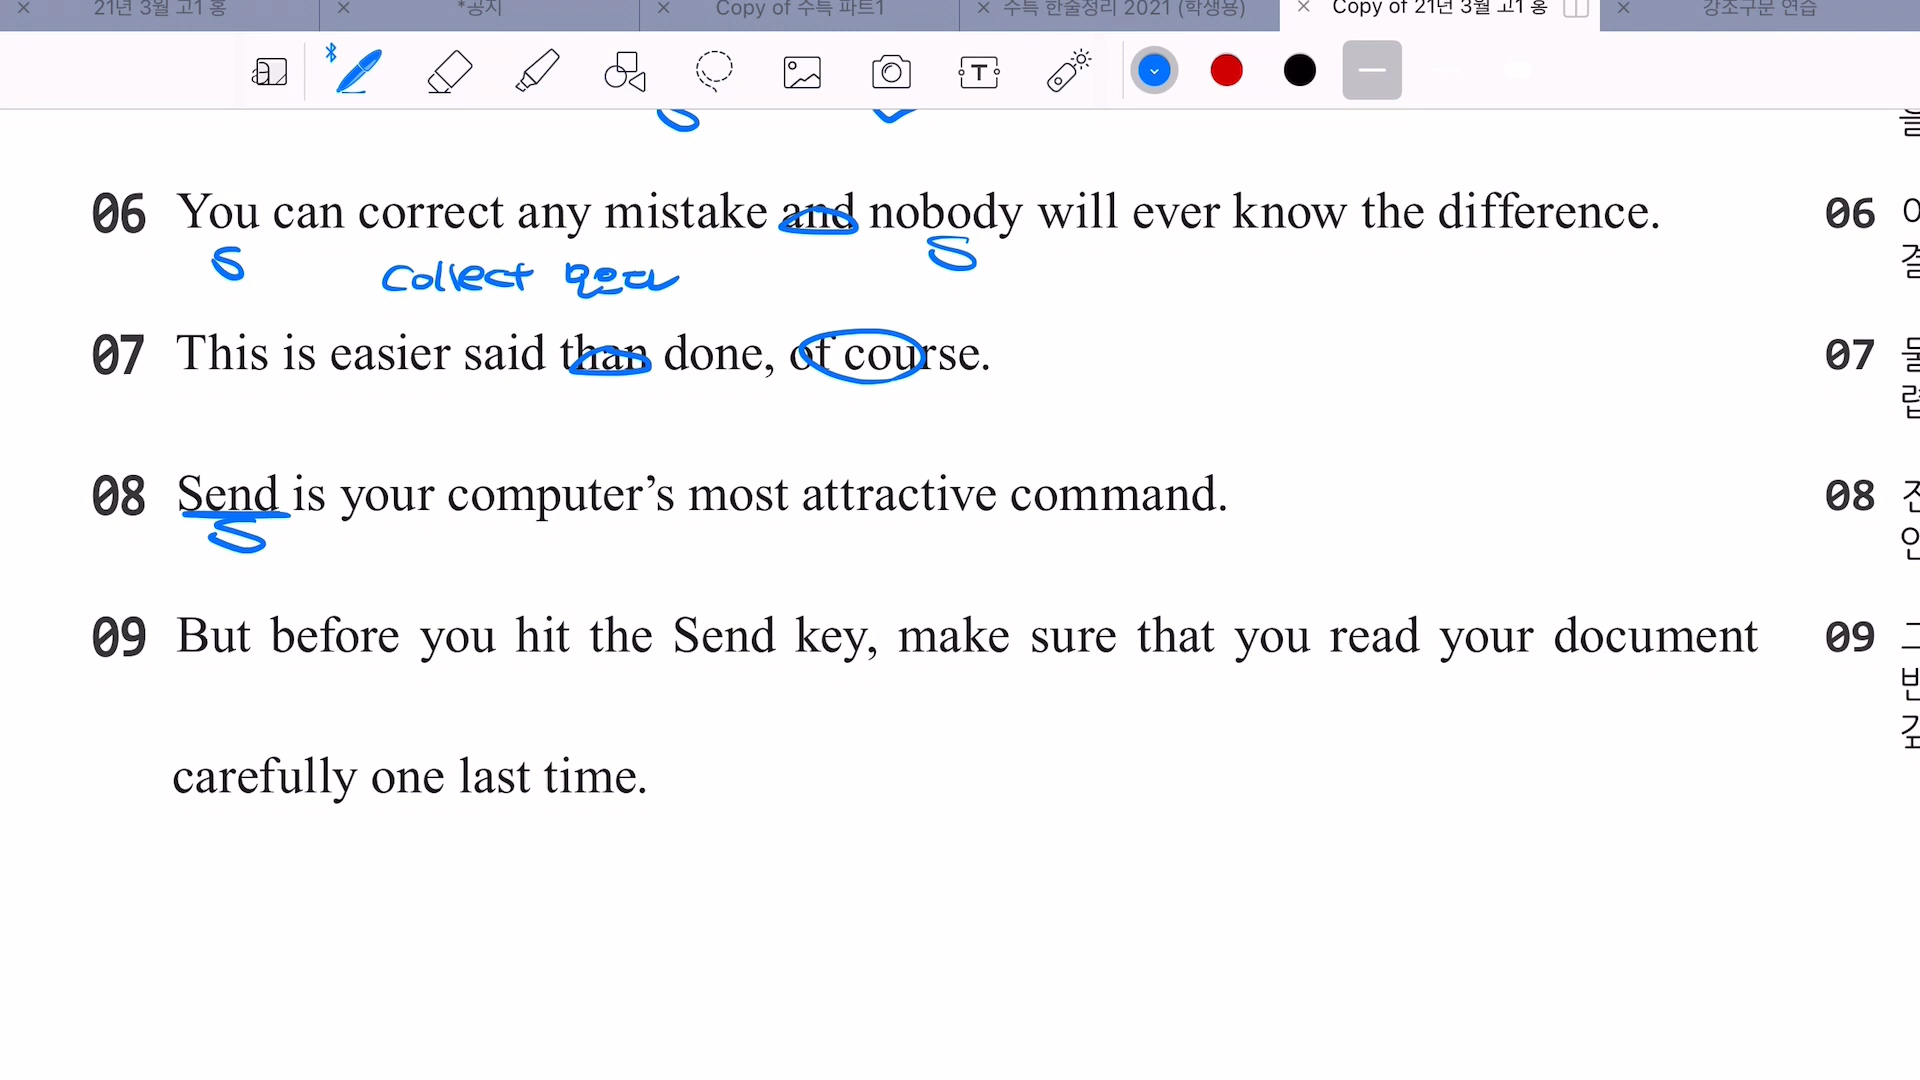 21년 3월 고1 홍
*공지
Copy of 수특 파트1
수특 한술정리 2021 (학생용)
Copy of 21년 3월 고1 홍
강조구문 연습
T
S
06 You can correct any mistake and nobody will ever know the difference.
S
S
Collect 모으다
07 This is easier said than done, of course.
08 Send is your computer’s most attractive command.
S
09 But before you hit the Send key, make sure that you read your document
carefully one last time.
을
06
결
07
08
09